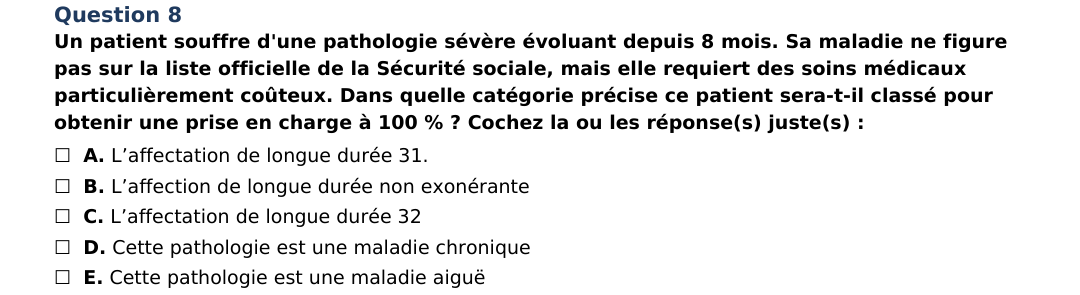 Question 8
Un patient souffre d'une pathologie sévère évoluant depuis 8 mois. Sa maladie ne figure
pas sur la liste officielle de la Sécurité sociale, mais elle requiert des soins médicaux
particulièrement coûteux. Dans quelle catégorie précise ce patient sera-t-il classé pour
obtenir une prise en charge à 100 % ? Cochez la ou les réponse(s) juste(s) :
☐ A. L’affectation de longue durée 31.
☐ B. L’affection de longue durée non exonérante
☐ C. L’affectation de longue durée 32
☐ D. Cette pathologie est une maladie chronique
☐ E. Cette pathologie est une maladie aiguë